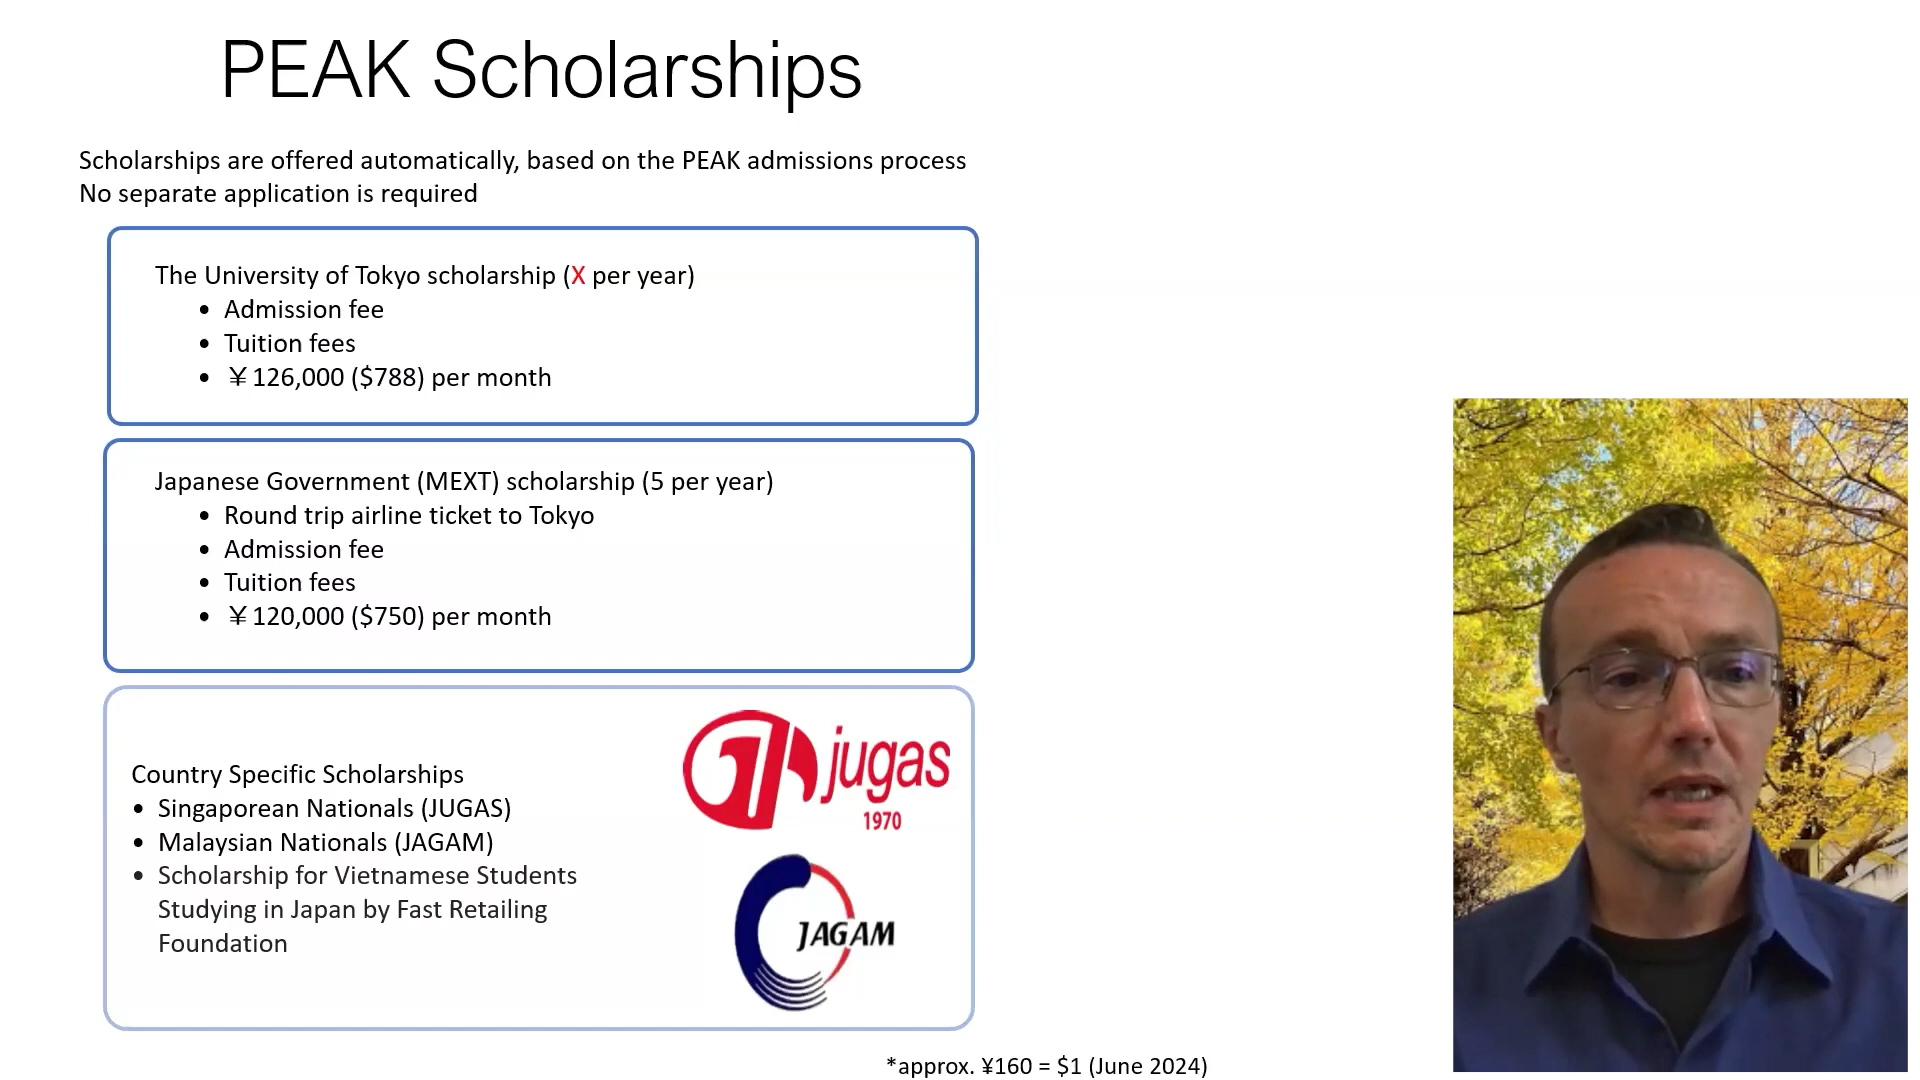 PEAK Scholarships
Scholarships are offered automatically, based on the PEAK admissions process
No separate application is required
The University of Tokyo scholarship (X per year)
• Admission fee
• Tuition fees
• ￥126,000 ($788) per month
Japanese Government (MEXT) scholarship (5 per year)
• Round trip airline ticket to Tokyo
• Admission fee
• Tuition fees
• ￥120,000 ($750) per month
Country Specific Scholarships
• Singaporean Nationals (JUGAS)
• Malaysian Nationals (JAGAM)
• Scholarship for Vietnamese Students
Studying in Japan by Fast Retailing
Foundation
jugas
1970
JAGAM
*approx. ¥160 = $1 (June 2024)